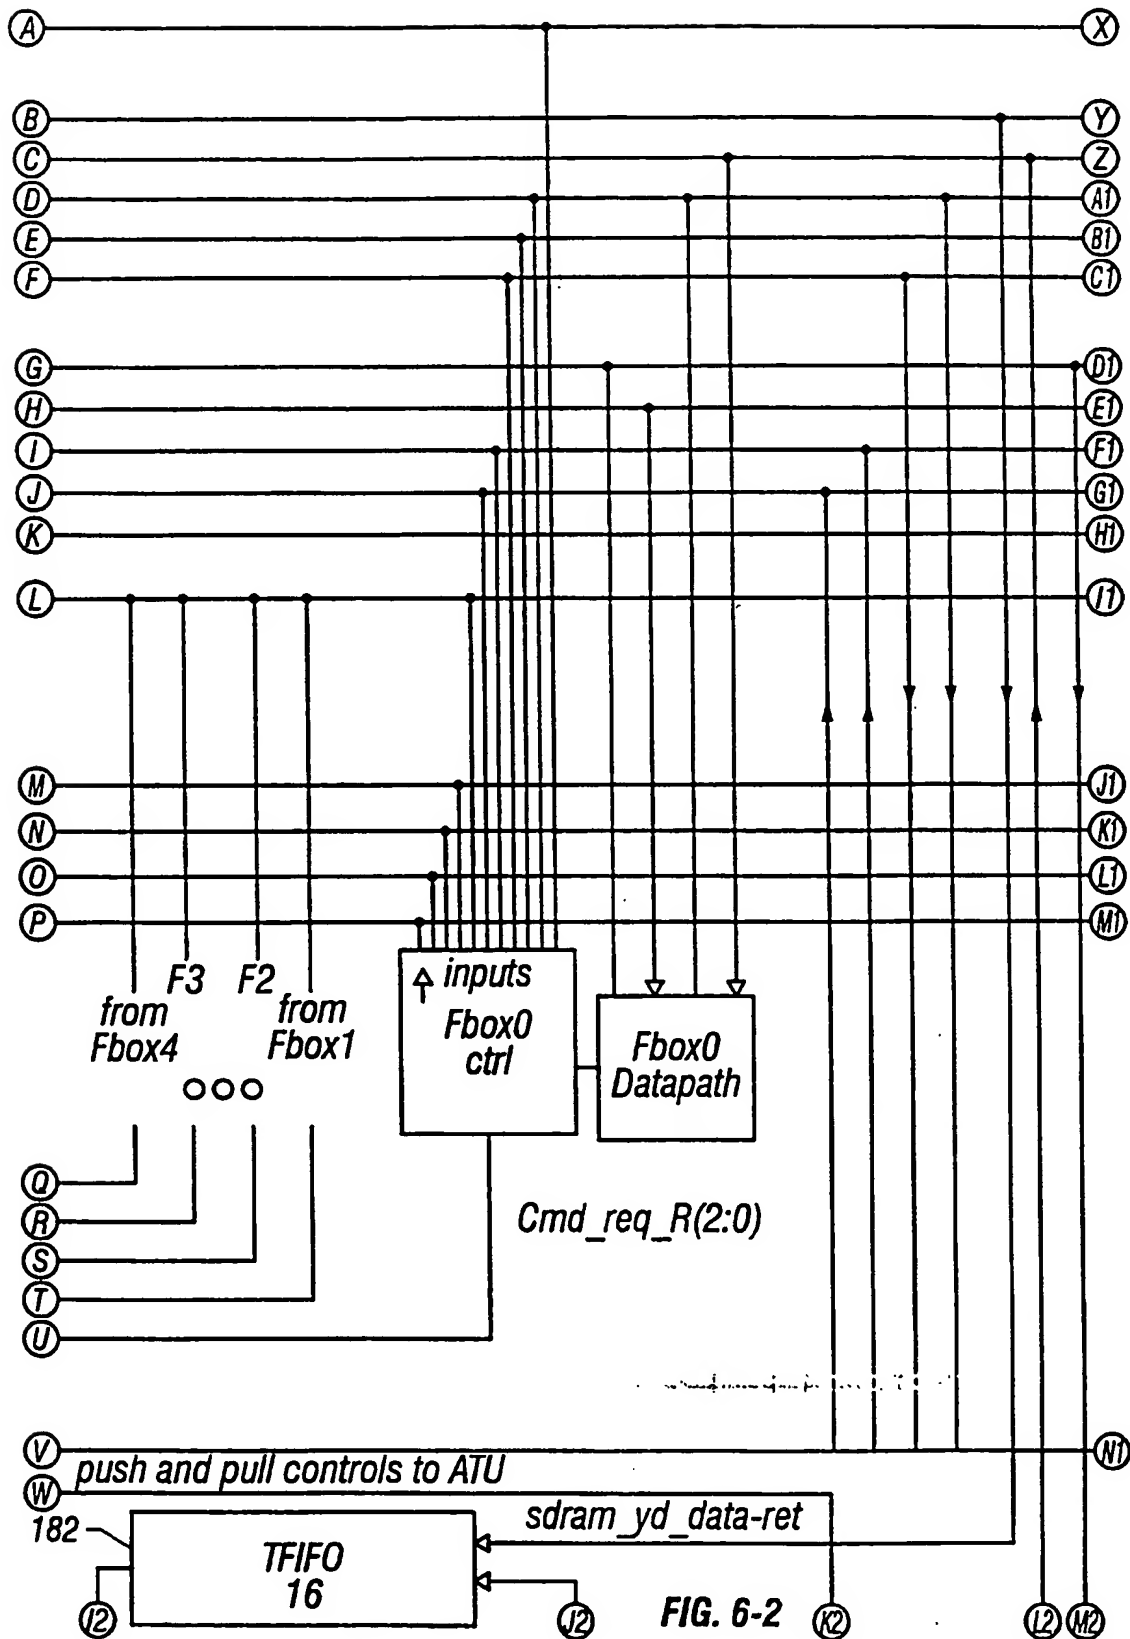 A X
B Y
C Z
D A1
E B1
F C1
G D1
H E1
I F1
J G1
K H1
L I1
M J1
N K1
O L1
P M1
F3 F2
from Fbox4
from Fbox1
inputs
Fbox0
ctrl
Fbox0
Datapath
Q
R
S
T
U
Cmd_req_R(2:0)
V N1
push and pull controls to ATU
W
sdram_yd_data-ret
182
TFIFO
16
I2 J2 FIG. 6-2 K2 L2 M2